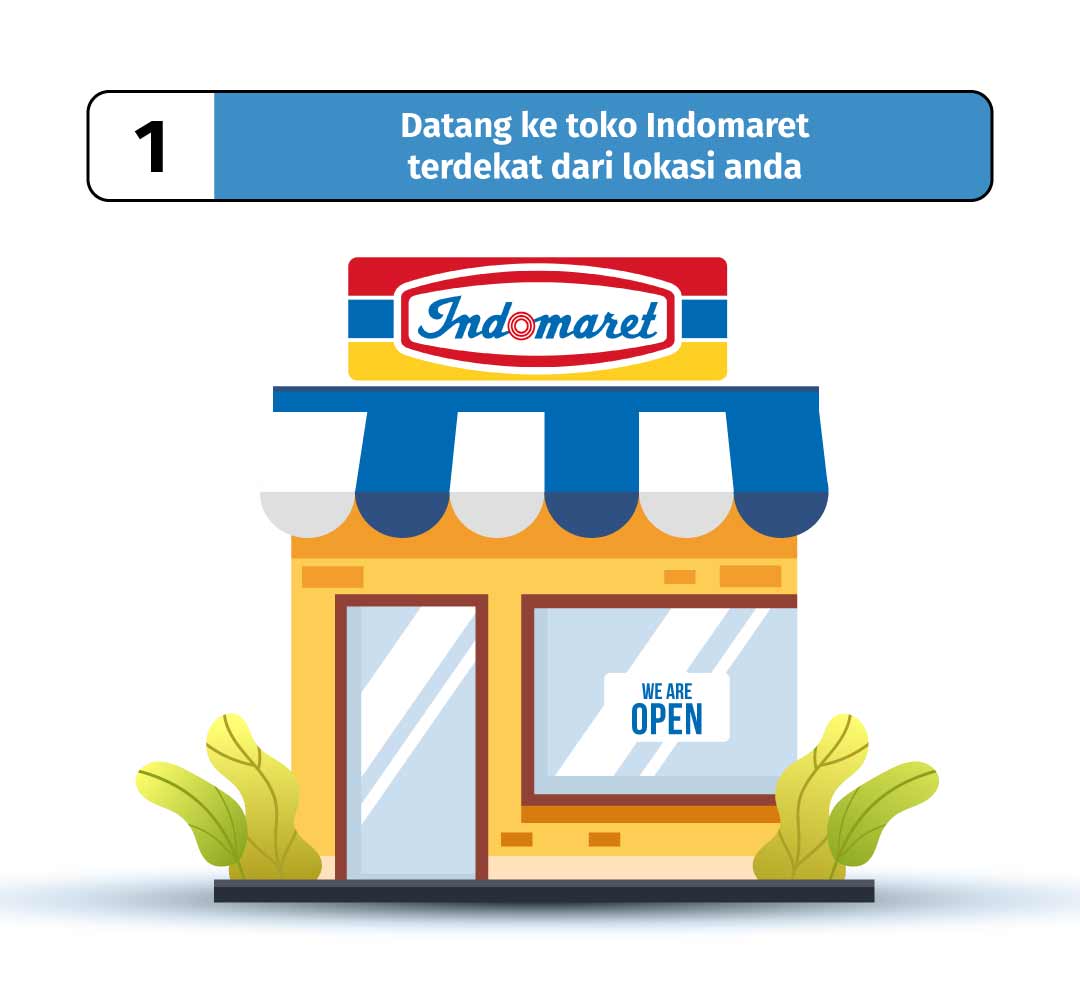 1
Datang ke toko Indomaret
terdekat dari lokasi anda
Indomaret
WE ARE
OPEN